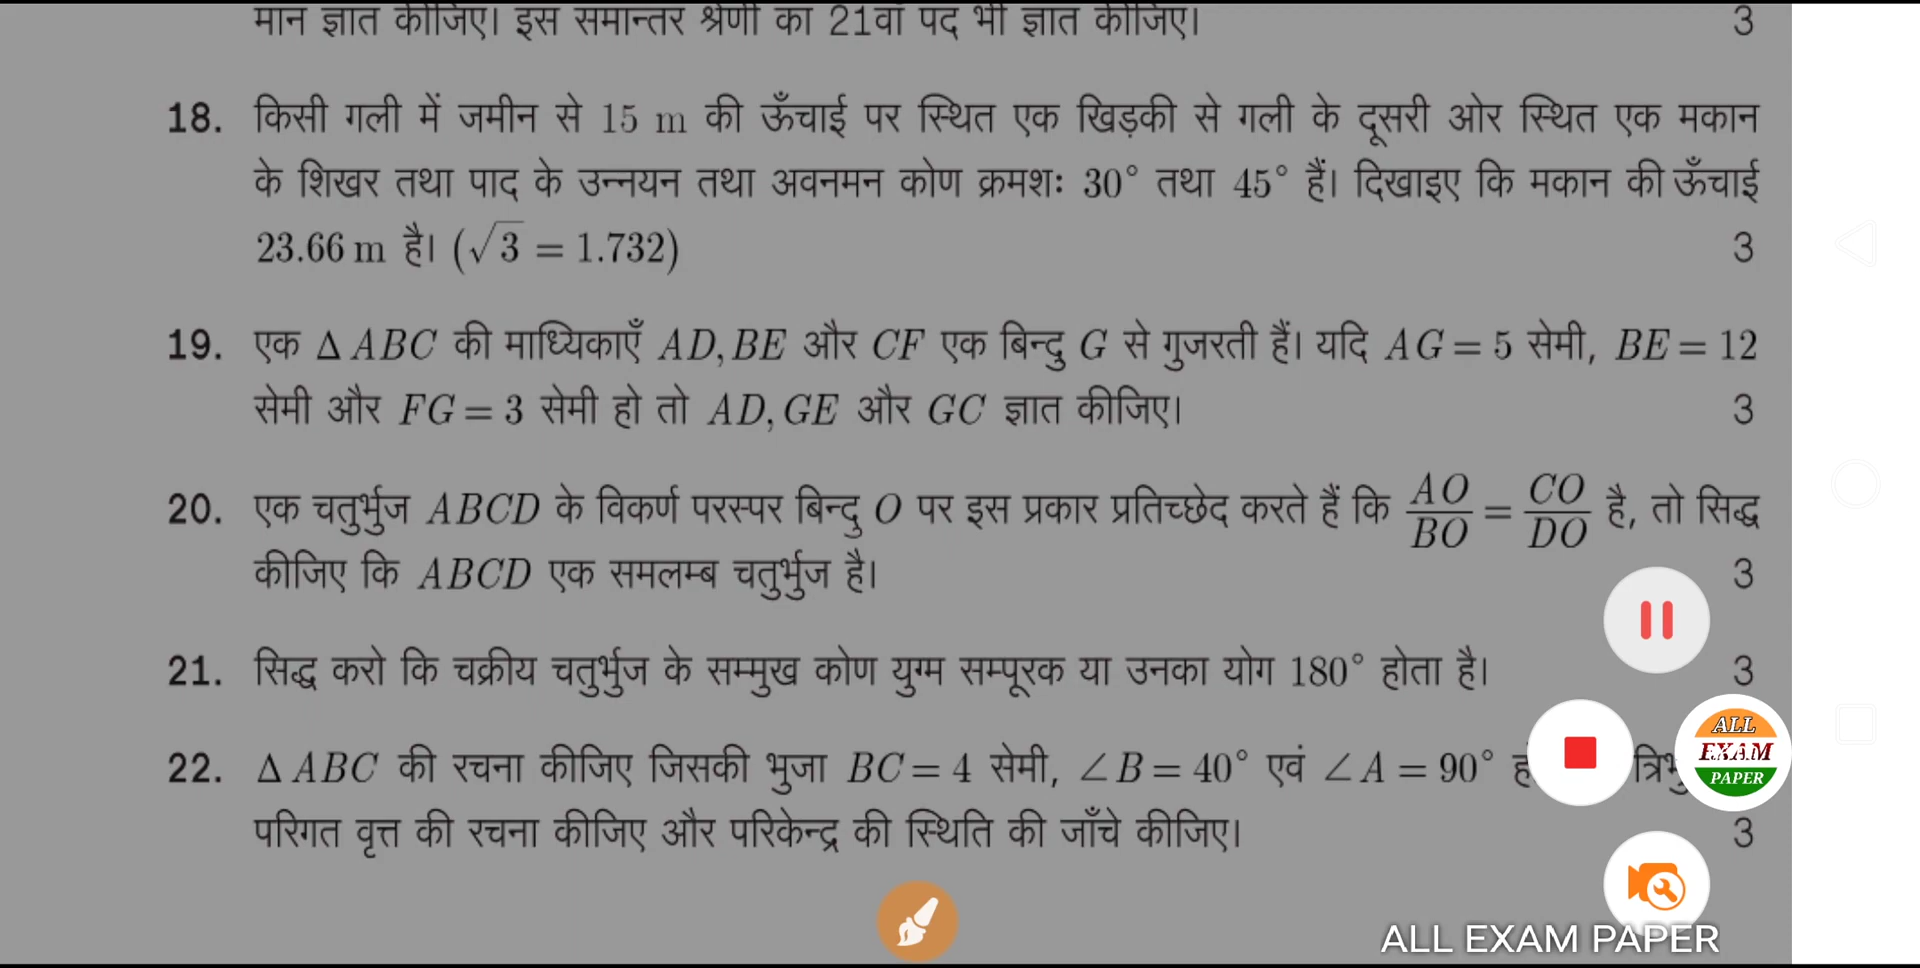 मान ज्ञात कीजिए। इस समान्तर श्रेणी का 21वाँ पद भी ज्ञात कीजिए। 3
18. किसी गली में जमीन से 15 m की ऊँचाई पर स्थित एक खिड़की से गली के दूसरी ओर स्थित एक मकान
के शिखर तथा पाद के उन्नयन तथा अवनमन कोण क्रमशः 30° तथा 45° हैं। दिखाइए कि मकान की ऊँचाई
23.66 m है। (√3 = 1.732) 3
19. एक Δ ABC की माध्यिकाएँ AD, BE और CF एक बिन्दु G से गुजरती हैं। यदि AG = 5 सेमी, BE = 12
सेमी और FG = 3 सेमी हो तो AD, GE और GC ज्ञात कीजिए। 3
20. एक चतुर्भुज ABCD के विकर्ण परस्पर बिन्दु O पर इस प्रकार प्रतिच्छेद करते हैं कि AO/BO = CO/DO है, तो सिद्ध
कीजिए कि ABCD एक समलम्ब चतुर्भुज है। 3
21. सिद्ध करो कि चक्रीय चतुर्भुज के सम्मुख कोण युग्म सम्पूरक या उनका योग 180° होता है। 3
22. Δ ABC की रचना कीजिए जिसकी भुजा BC = 4 सेमी, ∠B = 40° एवं ∠A = 90°
परिगत वृत्त की रचना कीजिए और परिकेन्द्र की स्थिति की जाँचे कीजिए। 3
ALL
EXAM
PAPER
ALL EXAM PAPER